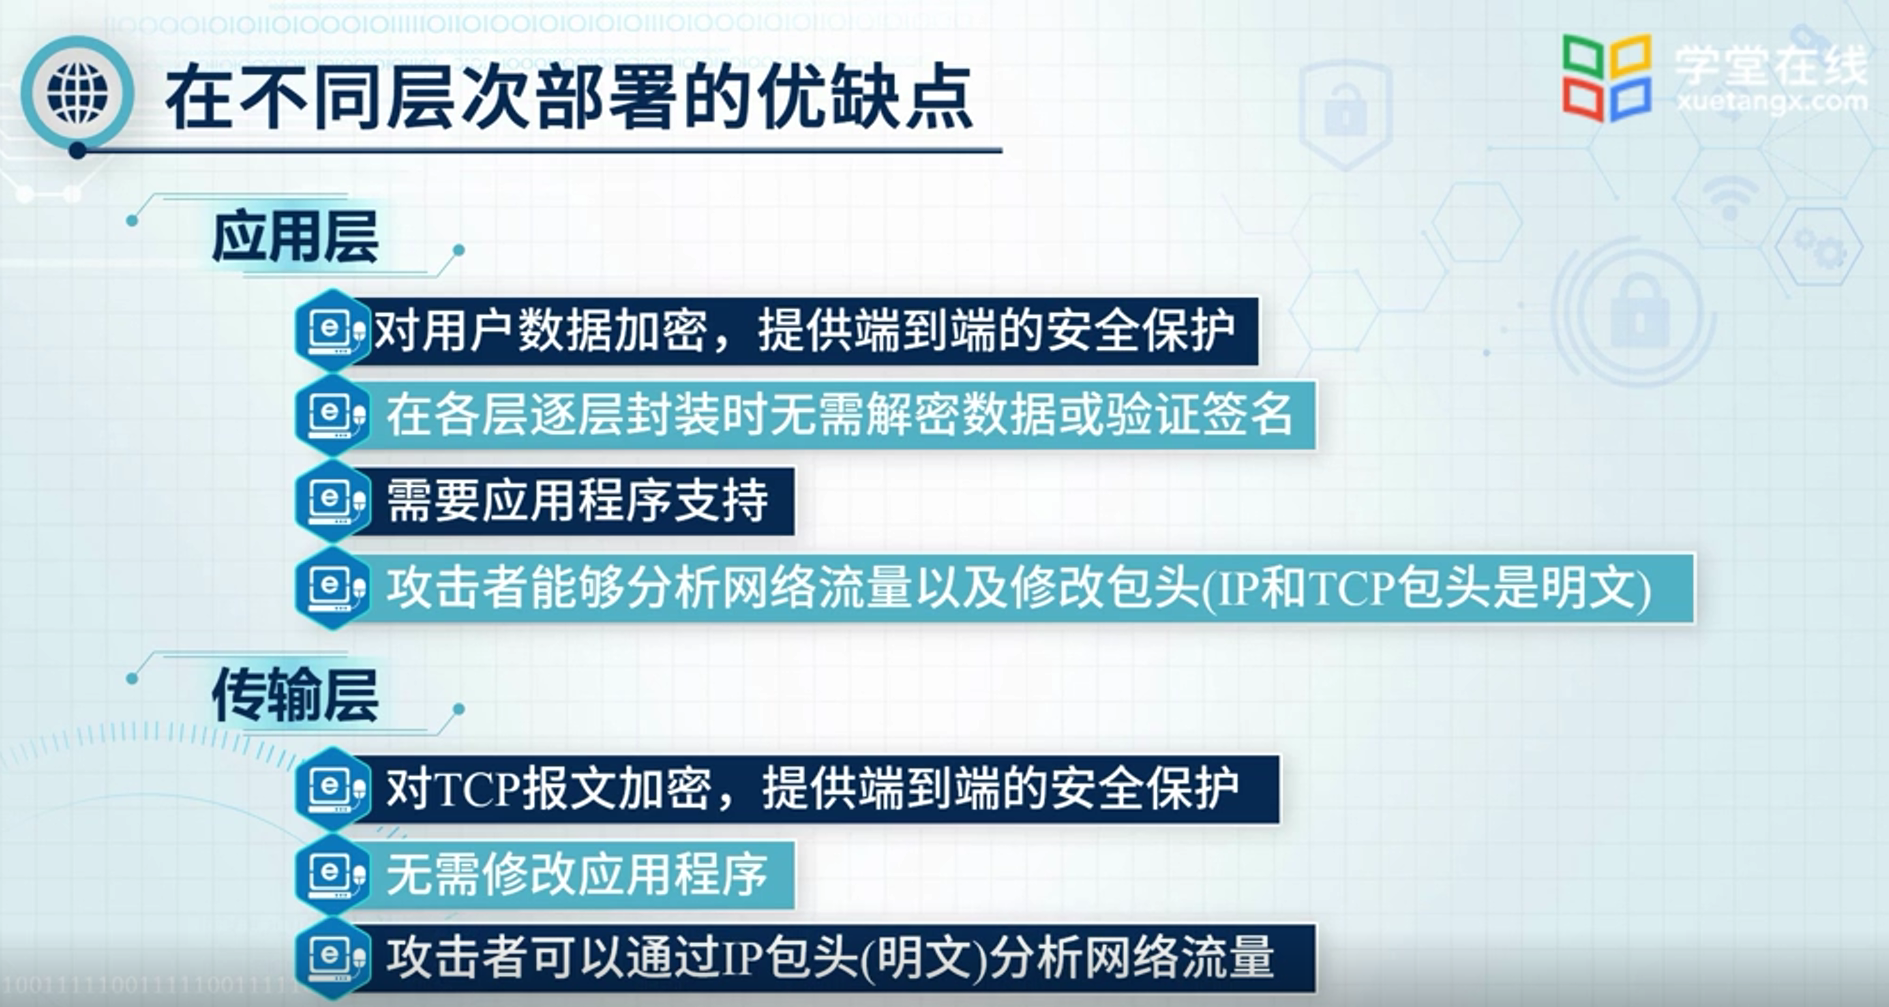 在不同层次部署的优缺点
学堂在线
xuetangx.com
应用层
对用户数据加密，提供端到端的安全保护
在各层逐层封装时无需解密数据或验证签名
需要应用程序支持
攻击者能够分析网络流量以及修改包头(IP和TCP包头是明文)
传输层
对TCP报文加密，提供端到端的安全保护
无需修改应用程序
攻击者可以通过IP包头(明文)分析网络流量